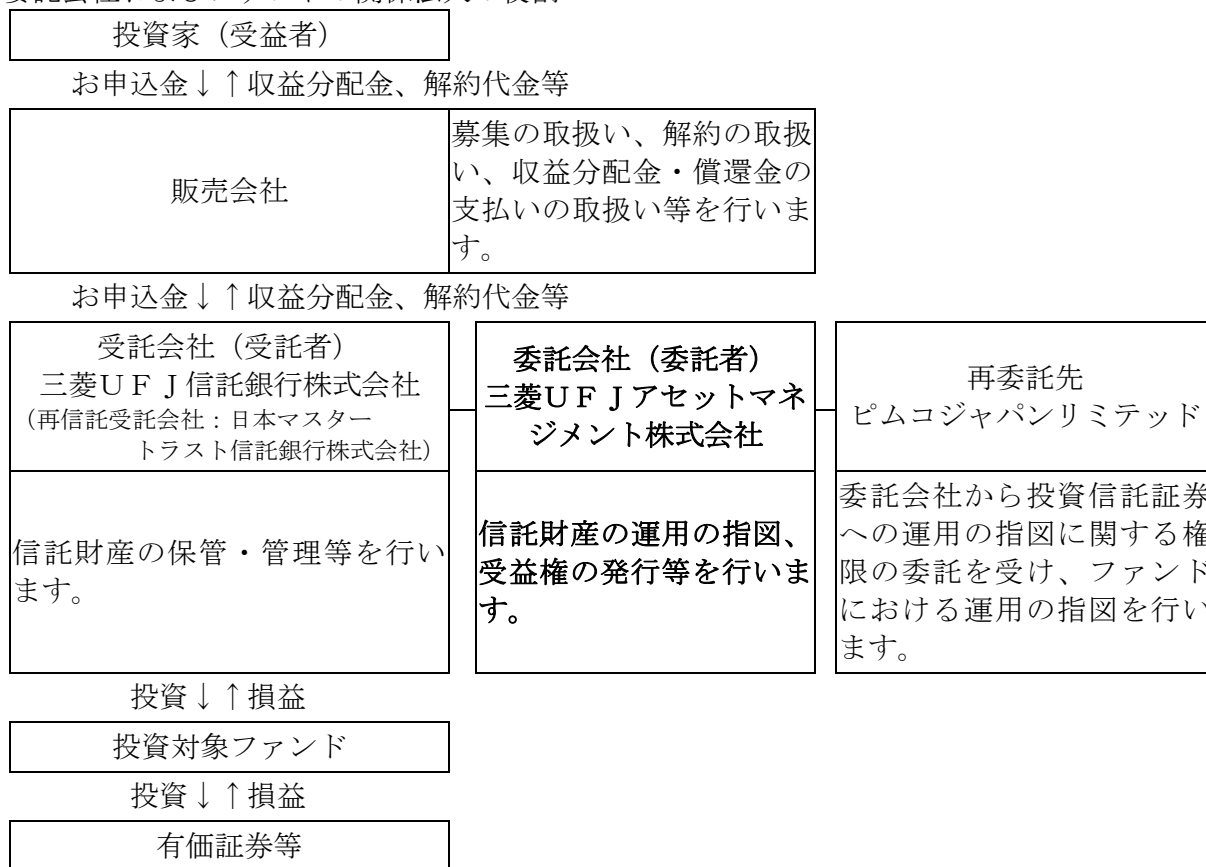 投資家（受益者）
お申込金↓↑収益分配金、解約代金等
販売会社
募集の取扱い、解約の取扱
い、収益分配金・償還金の
支払いの取扱い等を行いま
す。
お申込金↓↑収益分配金、解約代金等
受託会社（受託者）
三菱ＵＦＪ信託銀行株式会社
（再信託受託会社：日本マスター
トラスト信託銀行株式会社）
委託会社（委託者）
三菱ＵＦＪアセットマネ
ジメント株式会社
再委託先
ピムコジャパンリミテッド
信託財産の保管・管理等を行い
ます。
信託財産の運用の指図、
受益権の発行等を行いま
す。
委託会社から投資信託証券
への運用の指図に関する権
限の委託を受け、ファンド
における運用の指図を行い
ます。
投資↓↑損益
投資対象ファンド
投資↓↑損益
有価証券等